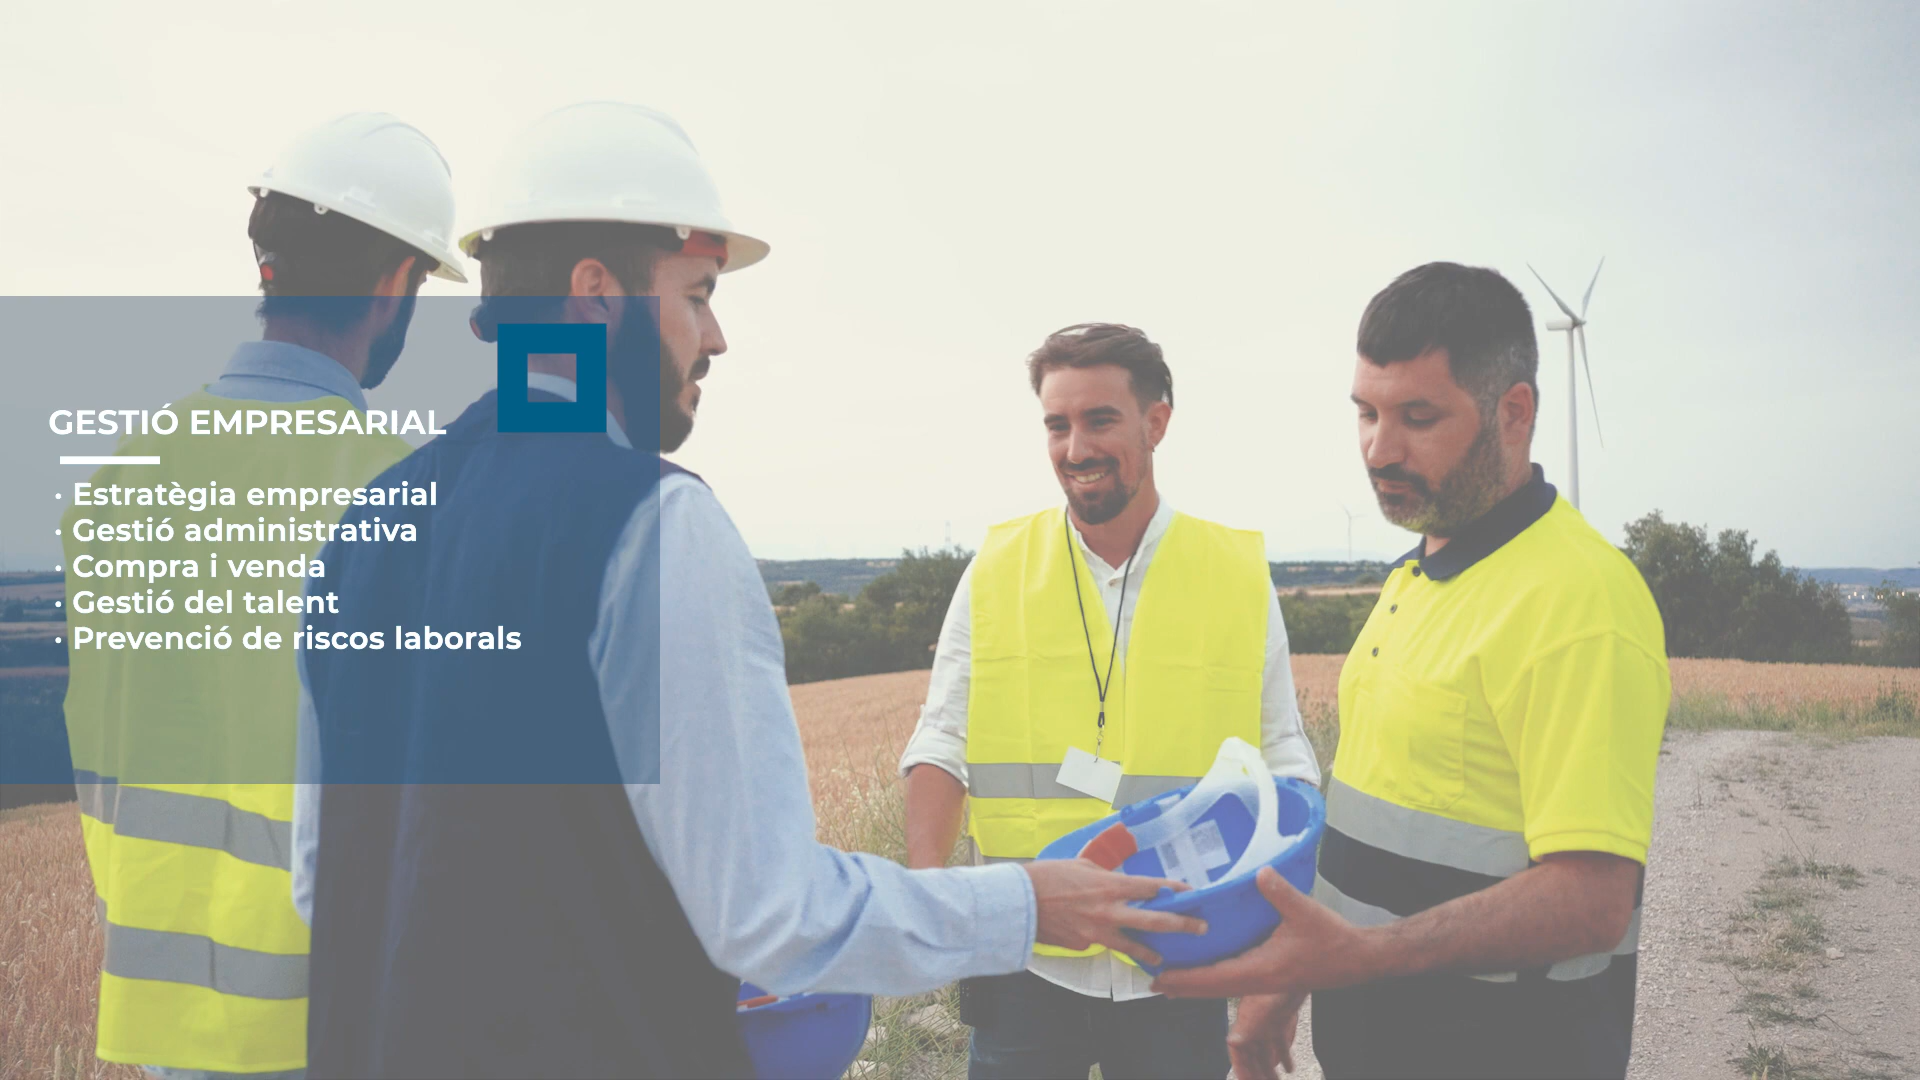 GESTIÓ EMPRESARIAL
· Estratègia empresarial
· Gestió administrativa
· Compra i venda
· Gestió del talent
· Prevenció de riscos laborals